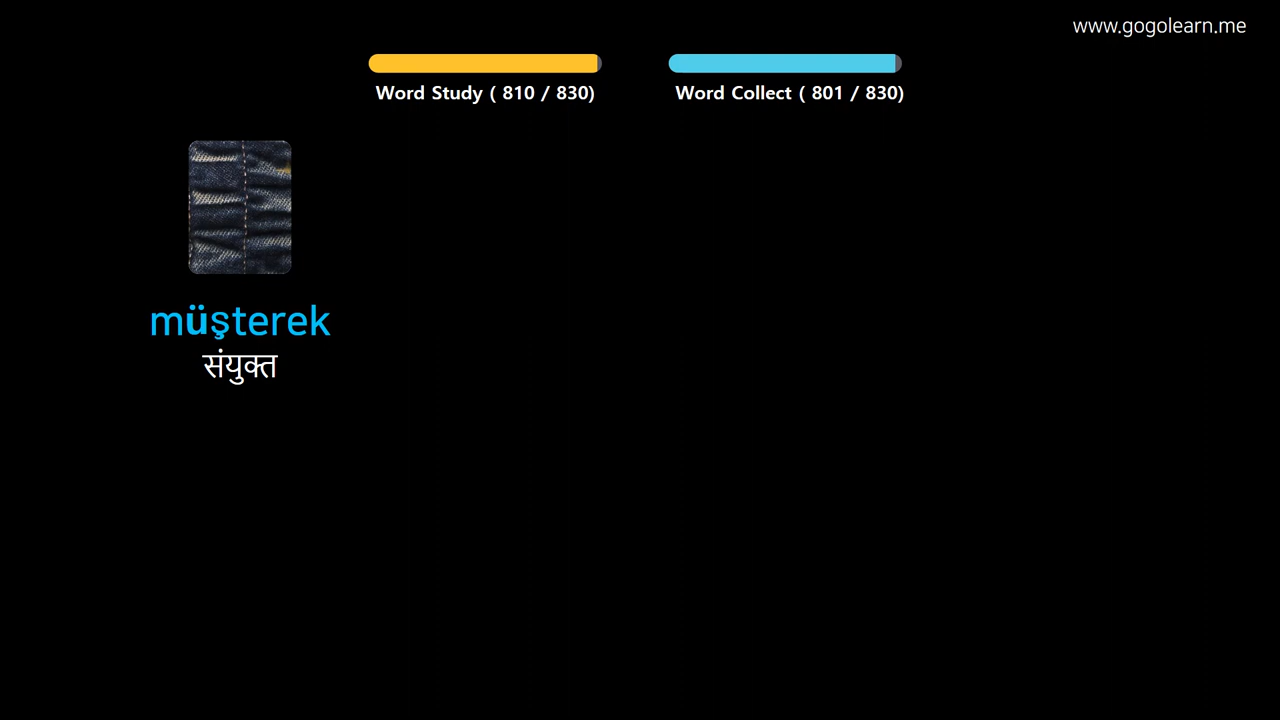 www.gogolearn.me
Word Study ( 810 / 830)
Word Collect ( 801 / 830)
müşterek
संयुक्त